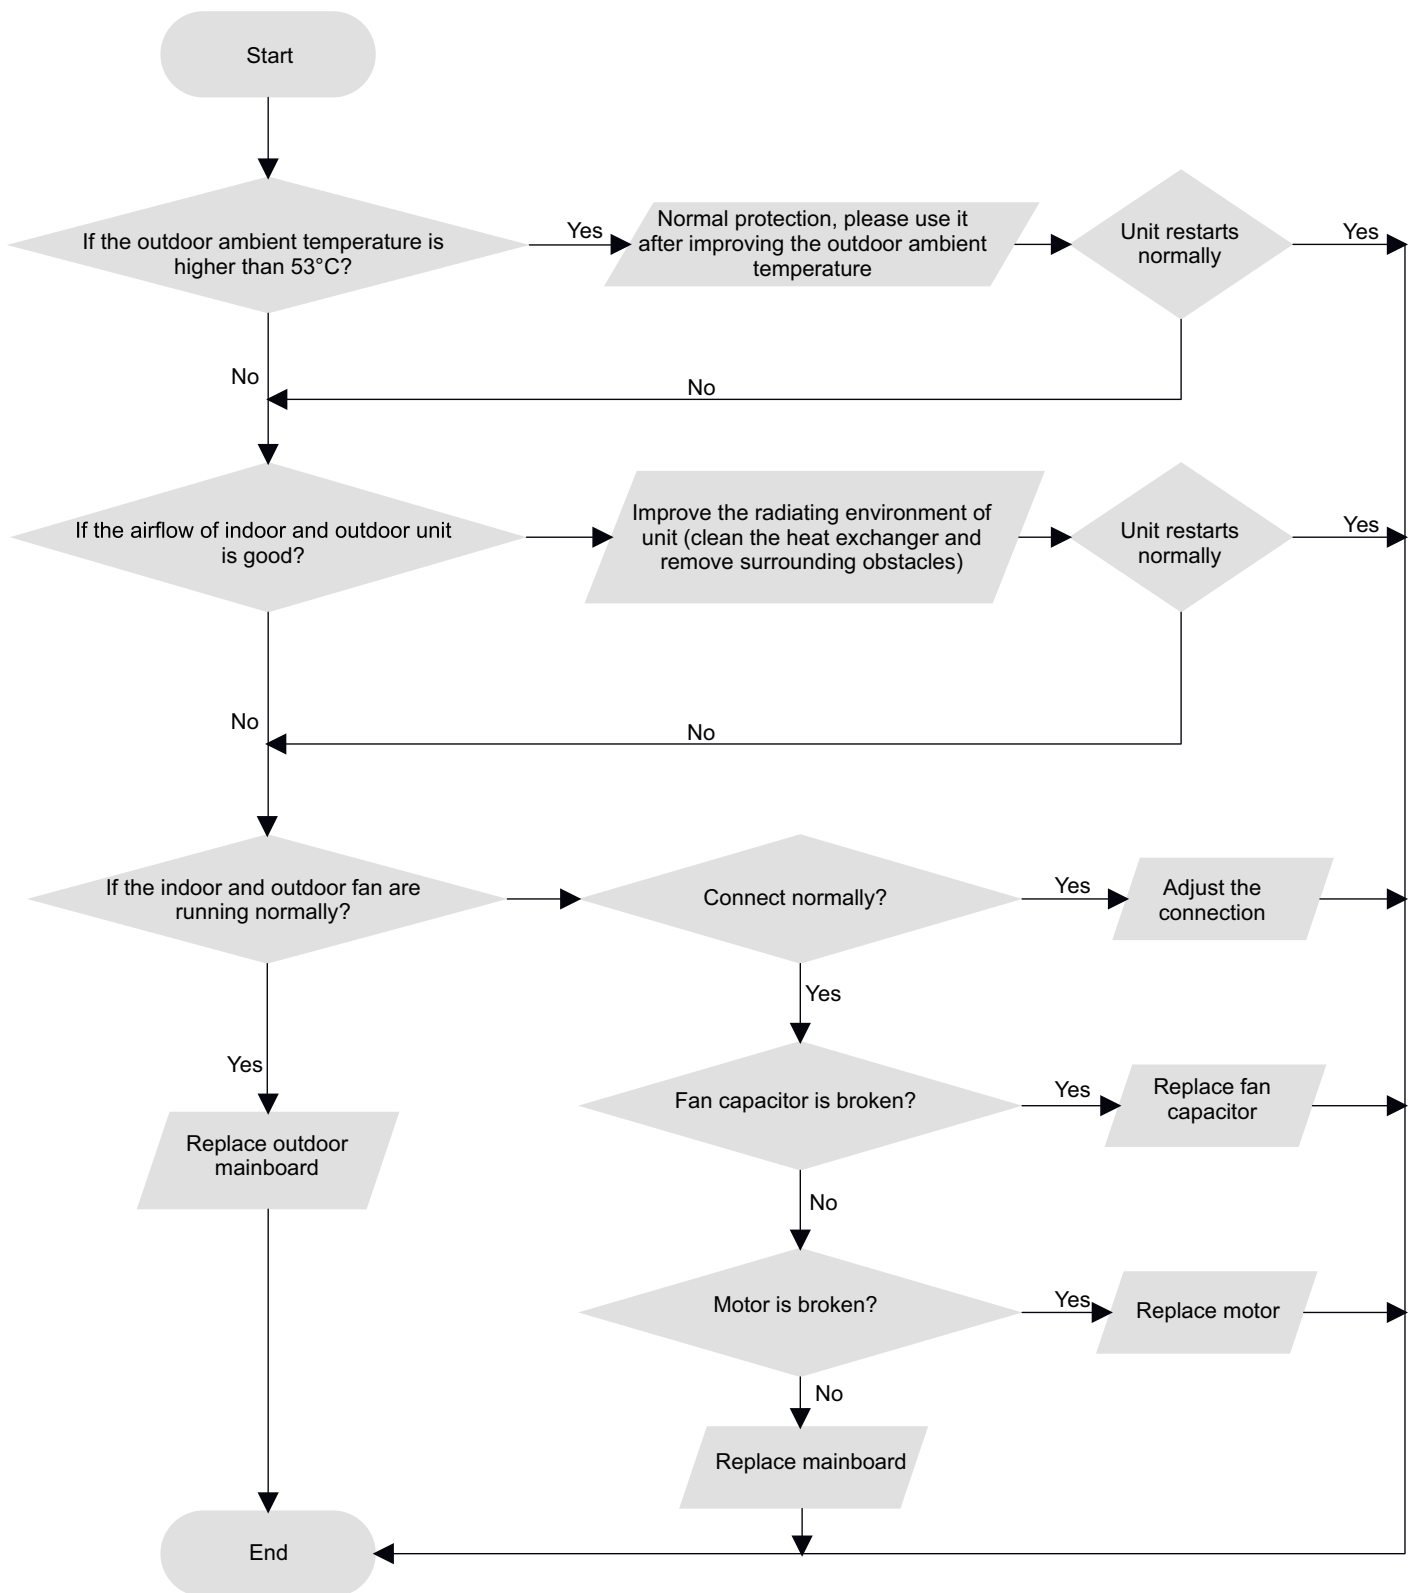 Start
If the outdoor ambient temperature is
higher than 53°C?
Yes
Normal protection, please use it
after improving the outdoor ambient
temperature
Unit restarts
normally
Yes
No
No
If the airflow of indoor and outdoor unit
is good?
Improve the radiating environment of
unit (clean the heat exchanger and
remove surrounding obstacles)
Unit restarts
normally
Yes
No
No
If the indoor and outdoor fan are
running normally?
Connect normally?
Yes
Adjust the
connection
Yes
Yes
Fan capacitor is broken?
Yes
Replace fan
capacitor
Replace outdoor
mainboard
No
Motor is broken?
Yes
Replace motor
No
Replace mainboard
End